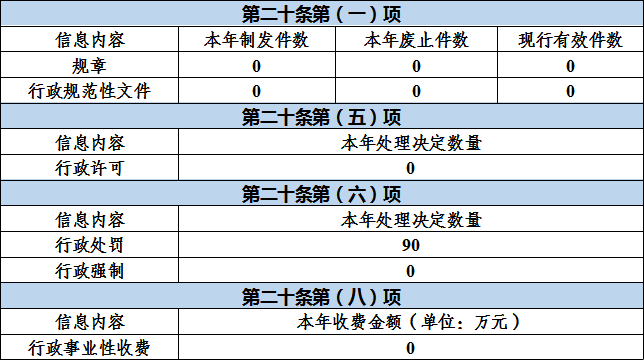 第二十条第（一）项
信息内容 本年制发件数 本年废止件数 现行有效件数
规章 0 0 0
行政规范性文件 0 0 0
第二十条第（五）项
信息内容 本年处理决定数量
行政许可 0
第二十条第（六）项
信息内容 本年处理决定数量
行政处罚 90
行政强制 0
第二十条第（八）项
信息内容 本年收费金额（单位：万元）
行政事业性收费 0